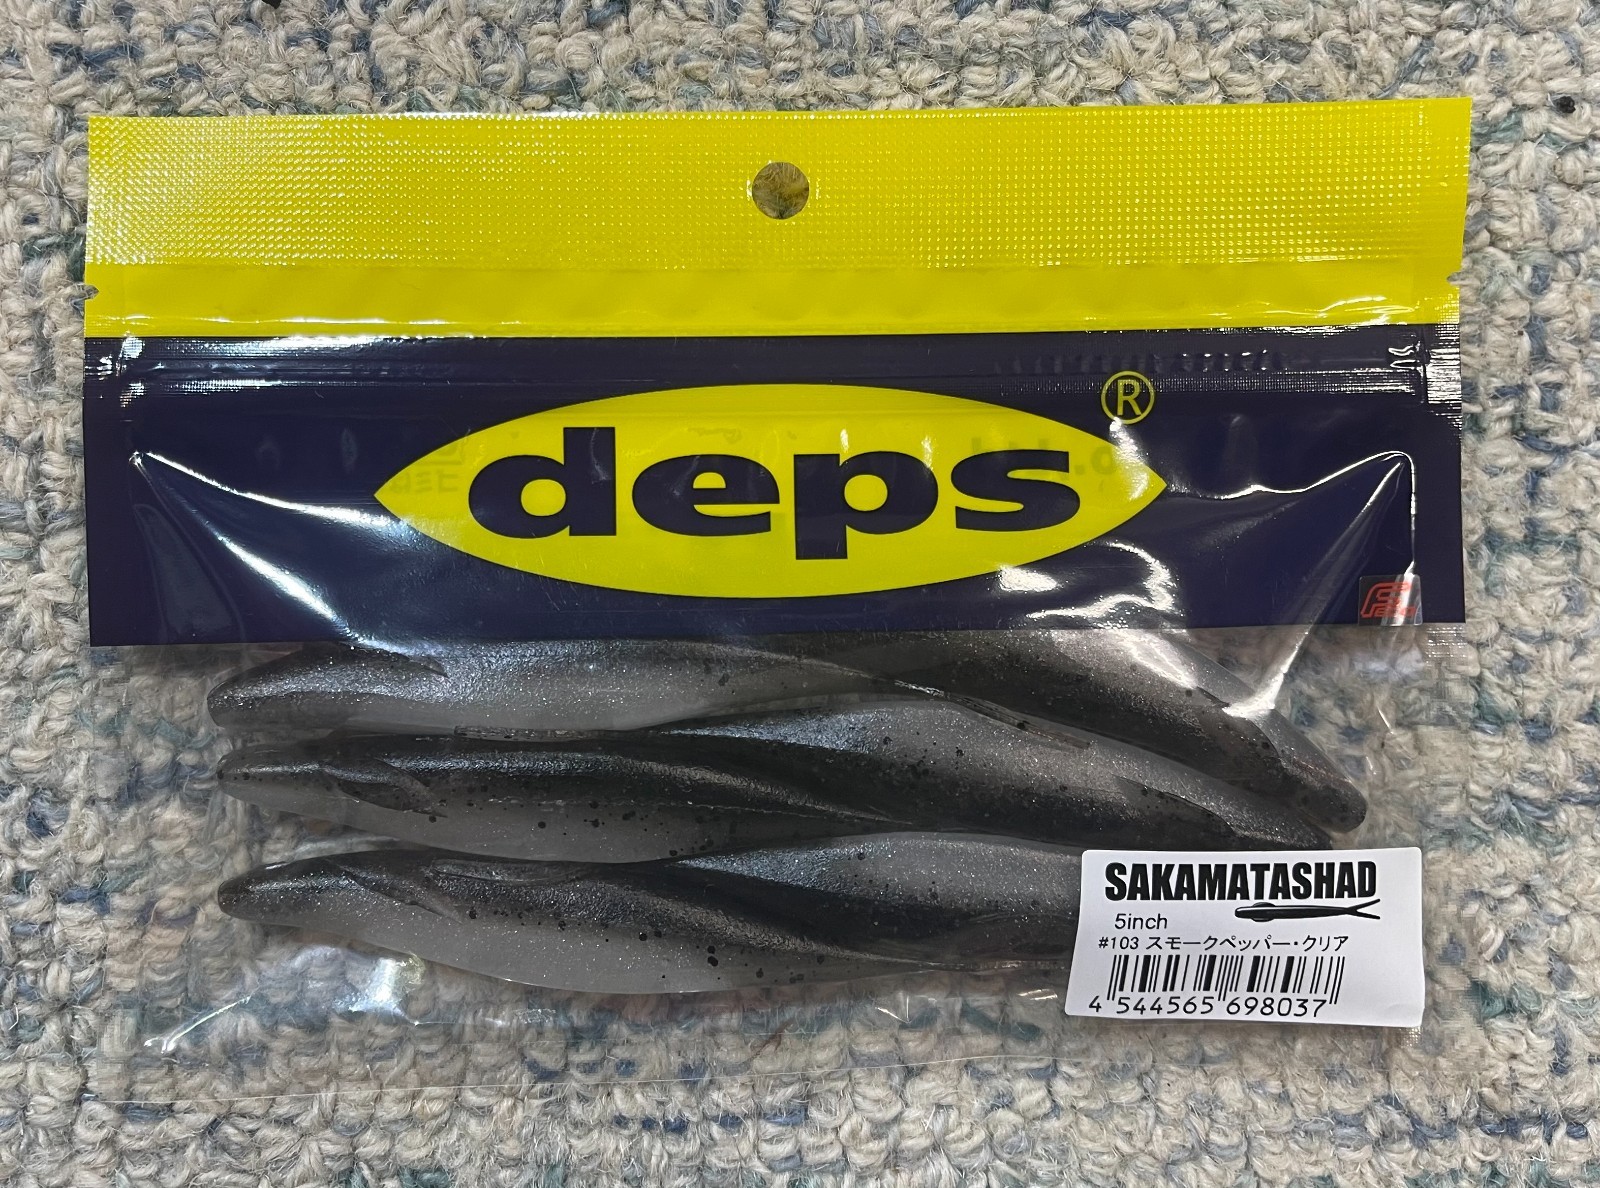 deps®
SAKAMATASHAD
5inch
#103 スモークペッパー・クリア
4 544565 698037